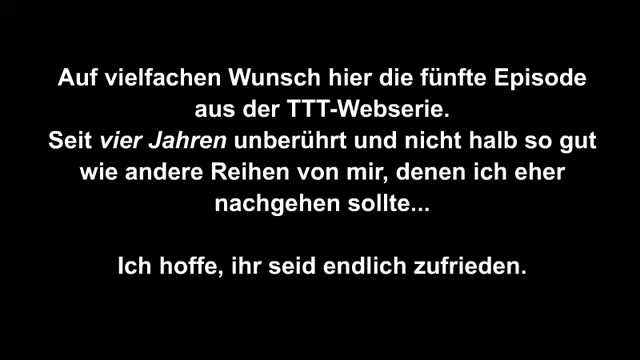 Auf vielfachen Wunsch hier die fünfte Episode
aus der TTT-Webserie.
Seit vier Jahren unberührt und nicht halb so gut
wie andere Reihen von mir, denen ich eher
nachgehen sollte...
Ich hoffe, ihr seid endlich zufrieden.